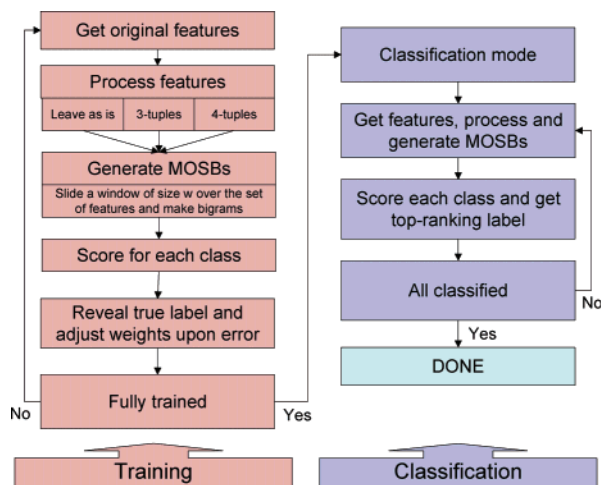 Get original features
Process features
Leave as is
3-tuples
4-tuples
Generate MOSBs
Slide a window of size w over the set
of features and make bigrams
Score for each class
Reveal true label and
adjust weights upon error
Fully trained
No
Yes
Training
Classification mode
Get features, process and
generate MOSBs
Score each class and get
top-ranking label
All classified
No
Yes
DONE
Classification